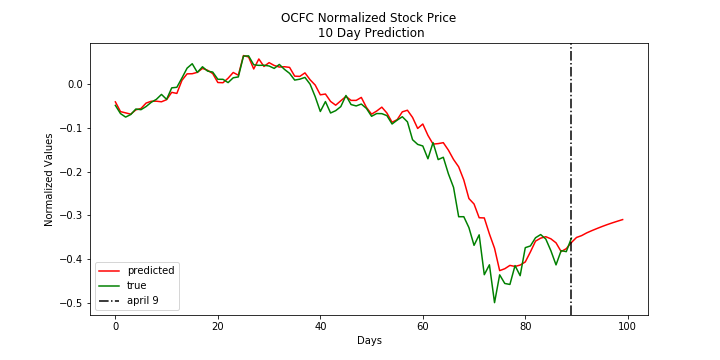 OCFC Normalized Stock Price
10 Day Prediction
Normalized Values
0.0
−0.1
−0.2
−0.3
−0.4
−0.5
predicted
true
april 9
0
20
40
60
80
100
Days